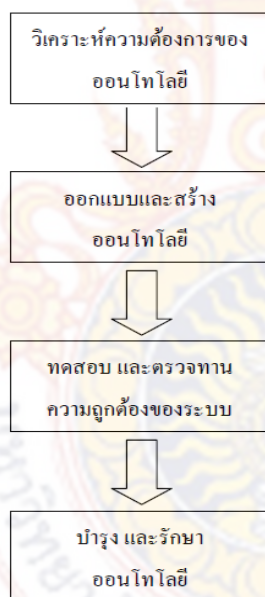 วิเคราะห์ความต้องการของ
ออนโทโลยี
ออกแบบและสร้าง
ออนโทโลยี
ทดสอบ และตรวจทาน
ความถูกต้องของระบบ
บำรุง และรักษา
ออนโทโลยี